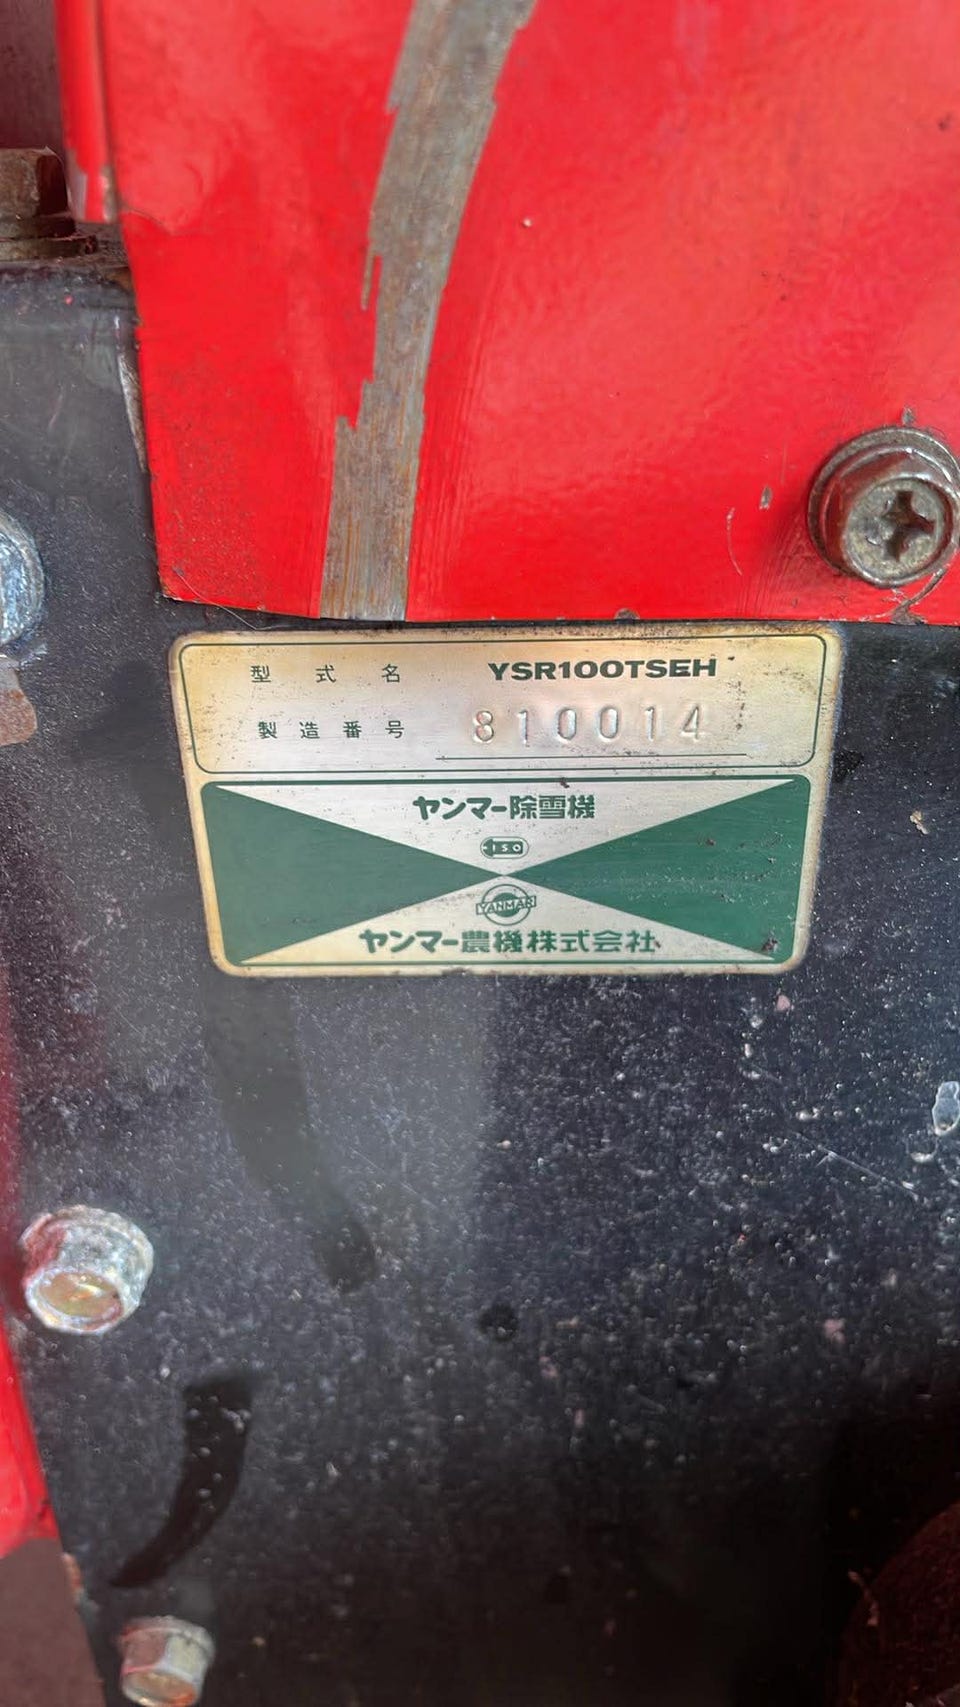 型式名 YSR100TSEH
製造番号 810014
ヤンマー除雪機
ISO
YANMAR
ヤンマー農機株式会社